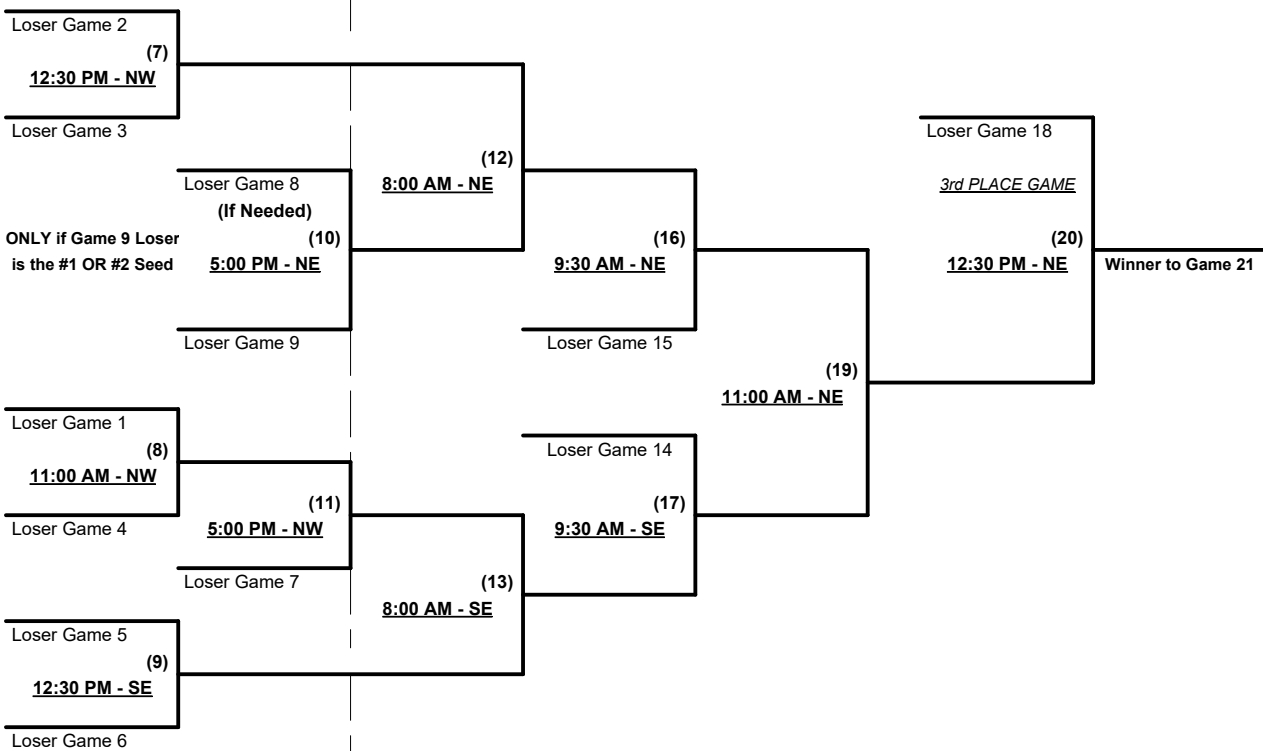 Loser Game 2
(7)
12:30 PM - NW
Loser Game 3
Loser Game 8
(If Needed)
ONLY if Game 9 Loser
is the #1 OR #2 Seed
(10)
5:00 PM - NE
Loser Game 9
(12)
8:00 AM - NE
(16)
9:30 AM - NE
Loser Game 15
Loser Game 18
3rd PLACE GAME
(20)
12:30 PM - NE
Winner to Game 21
(19)
11:00 AM - NE
Loser Game 1
(8)
11:00 AM - NW
Loser Game 4
(11)
5:00 PM - NW
Loser Game 7
Loser Game 14
(17)
9:30 AM - SE
(13)
8:00 AM - SE
Loser Game 5
(9)
12:30 PM - SE
Loser Game 6